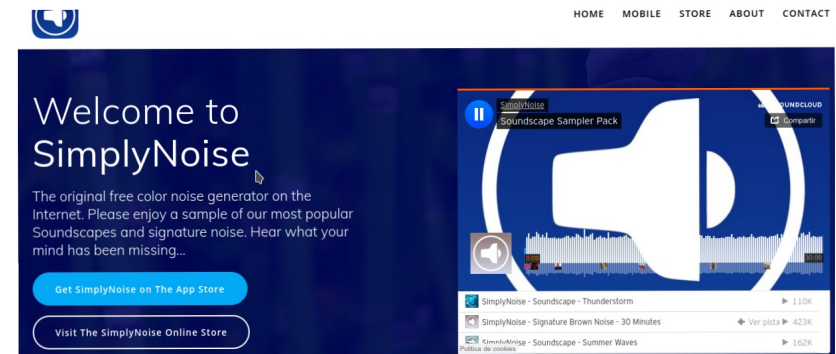 HOME MOBILE STORE ABOUT CONTACT
Welcome to
SimplyNoise
The original free color noise generator on the
Internet. Please enjoy a sample of our most popular
Soundscapes and signature noise. Hear what your
mind has been missing...
Get SimplyNoise on The App Store
Visit The SimplyNoise Online Store
SimplyNoise
Soundscape Sampler Pack
Compartir
SimplyNoise - Soundscape - Thunderstorm 110K
SimplyNoise - Signature Brown Noise - 30 Minutes Ver pista 423K
SimplyNoise - Soundscape - Summer Waves 162K
Política de cookies